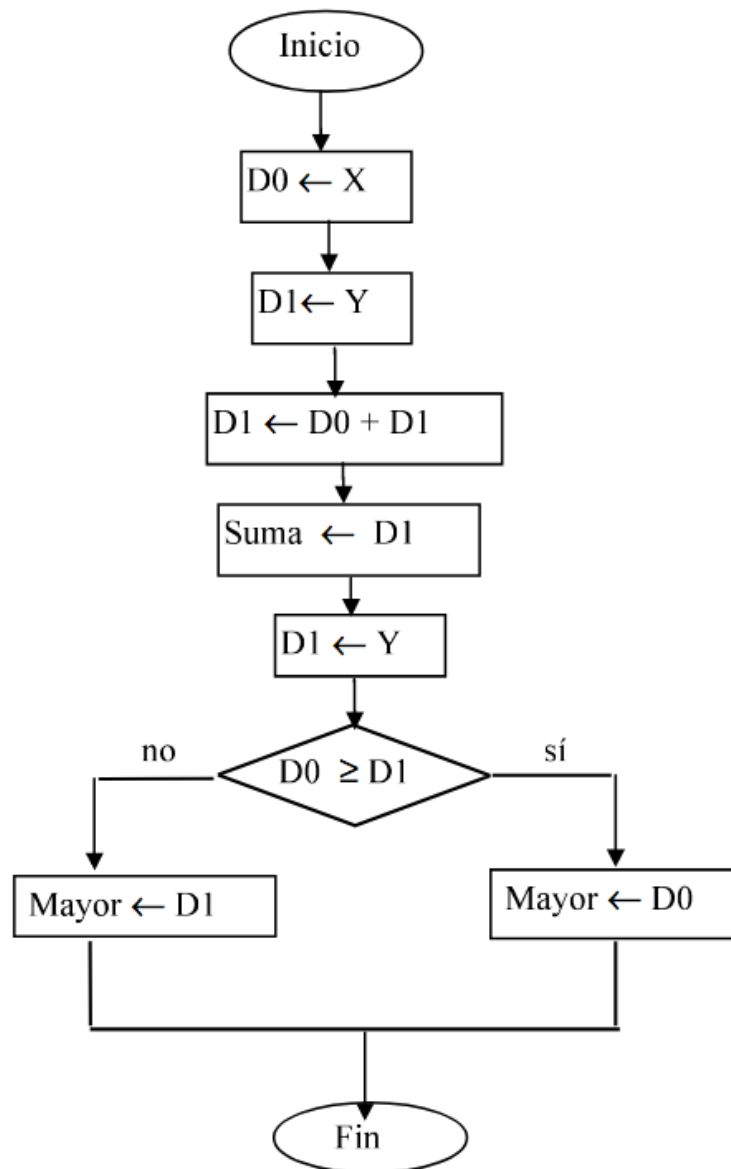 Inicio
D0 ← X
D1← Y
D1 ← D0 + D1
Suma ← D1
D1 ← Y
no
D0 ≥ D1
sí
Mayor ← D1
Mayor ← D0
Fin